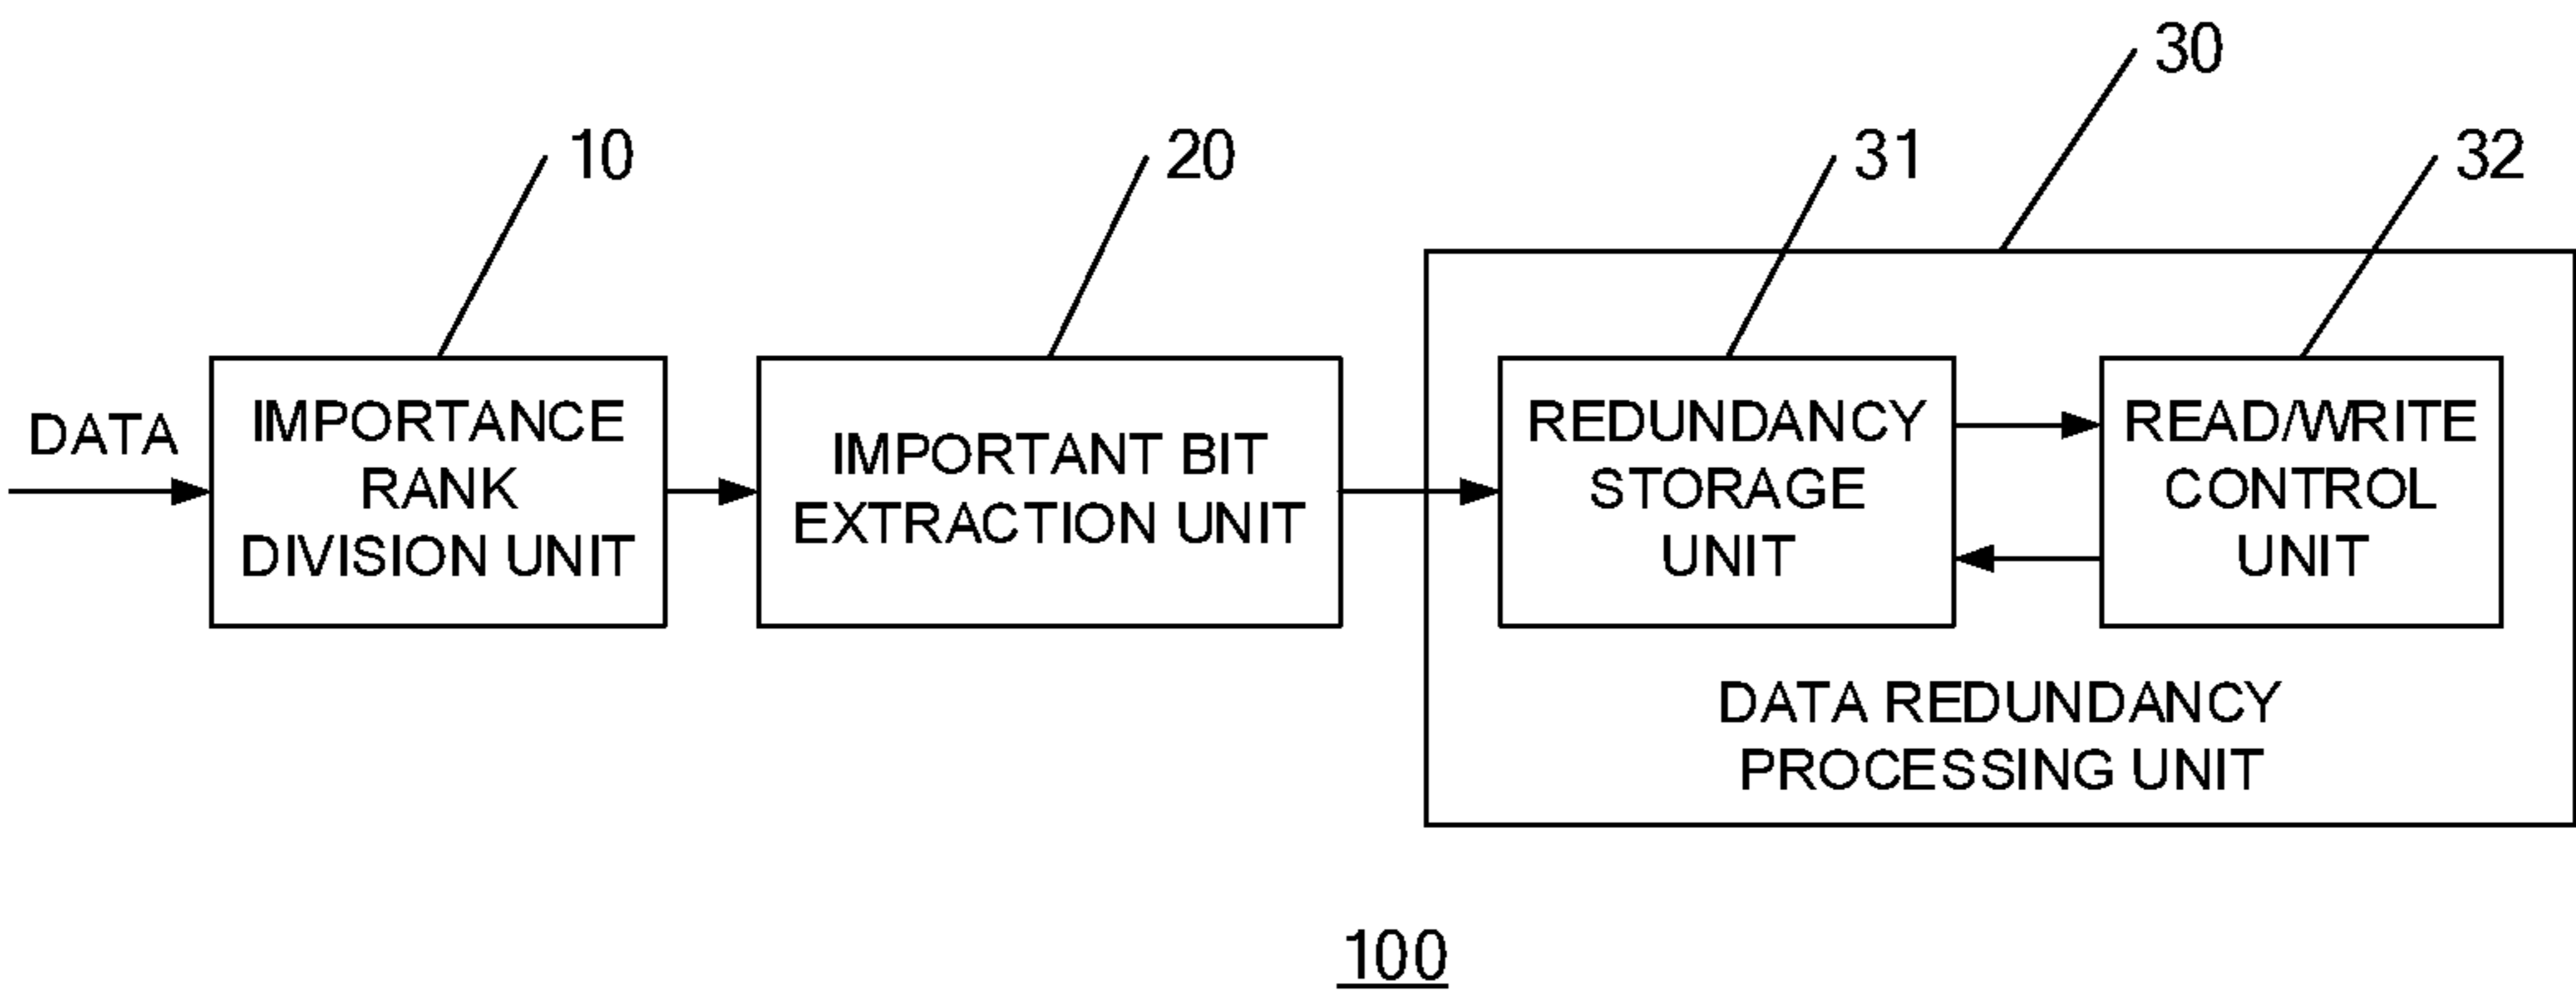 30
10
20
31
32
DATA
IMPORTANCE
RANK
DIVISION UNIT
IMPORTANT BIT
EXTRACTION UNIT
REDUNDANCY
STORAGE
UNIT
READ/WRITE
CONTROL
UNIT
DATA REDUNDANCY
PROCESSING UNIT
100